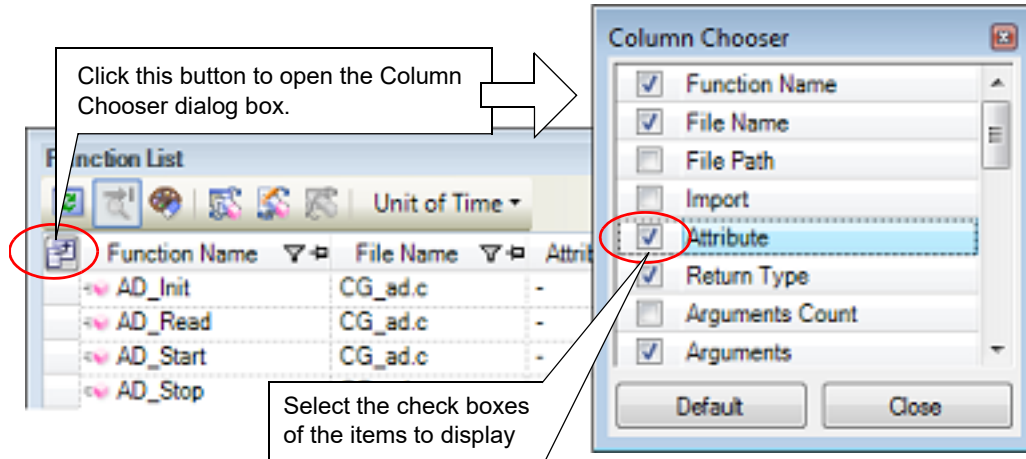 Click this button to open the Column
Chooser dialog box.
Function List
Unit of Time
Function Name File Name
AD_Init CG_ad.c -
AD_Read CG_ad.c -
AD_Start CG_ad.c -
AD_Stop
Select the check boxes
of the items to display
Column Chooser
Function Name
File Name
File Path
Import
Attribute
Return Type
Arguments Count
Arguments
Default Close